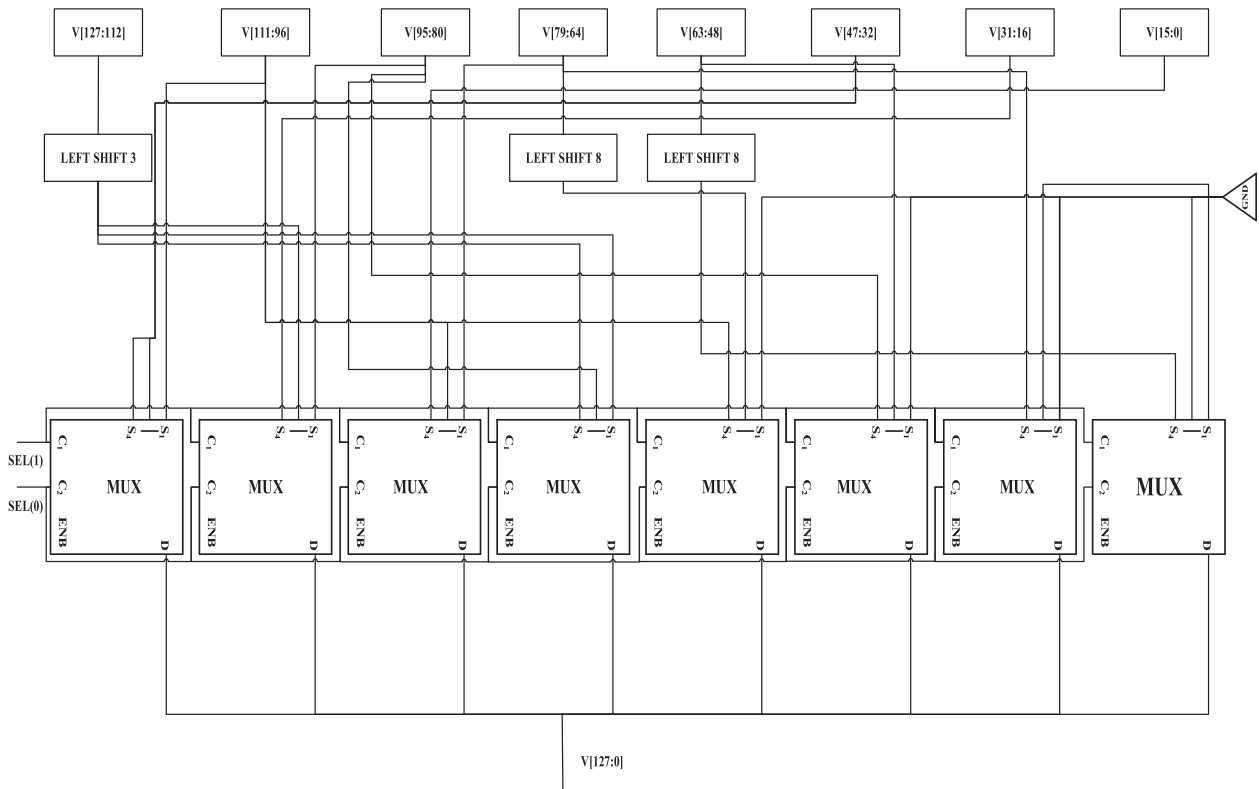 V[127:112]
V[111:96]
V[95:80]
V[79:64]
V[63:48]
V[47:32]
V[31:16]
V[15:0]
LEFT SHIFT 3
LEFT SHIFT 8
LEFT SHIFT 8
GND
SEL(1)
SEL(0)
S₄ S₁
C₁
C₂
MUX
ENB
D
S₄ S₁
C₁
C₂
MUX
ENB
D
S₄ S₁
C₁
C₂
MUX
ENB
D
S₄ S₁
C₁
C₂
MUX
ENB
D
S₄ S₁
C₁
C₂
MUX
ENB
D
S₄ S₁
C₁
C₂
MUX
ENB
D
S₄ S₁
C₁
C₂
MUX
ENB
D
S₄ S₁
C₁
C₂
MUX
ENB
D
V[127:0]